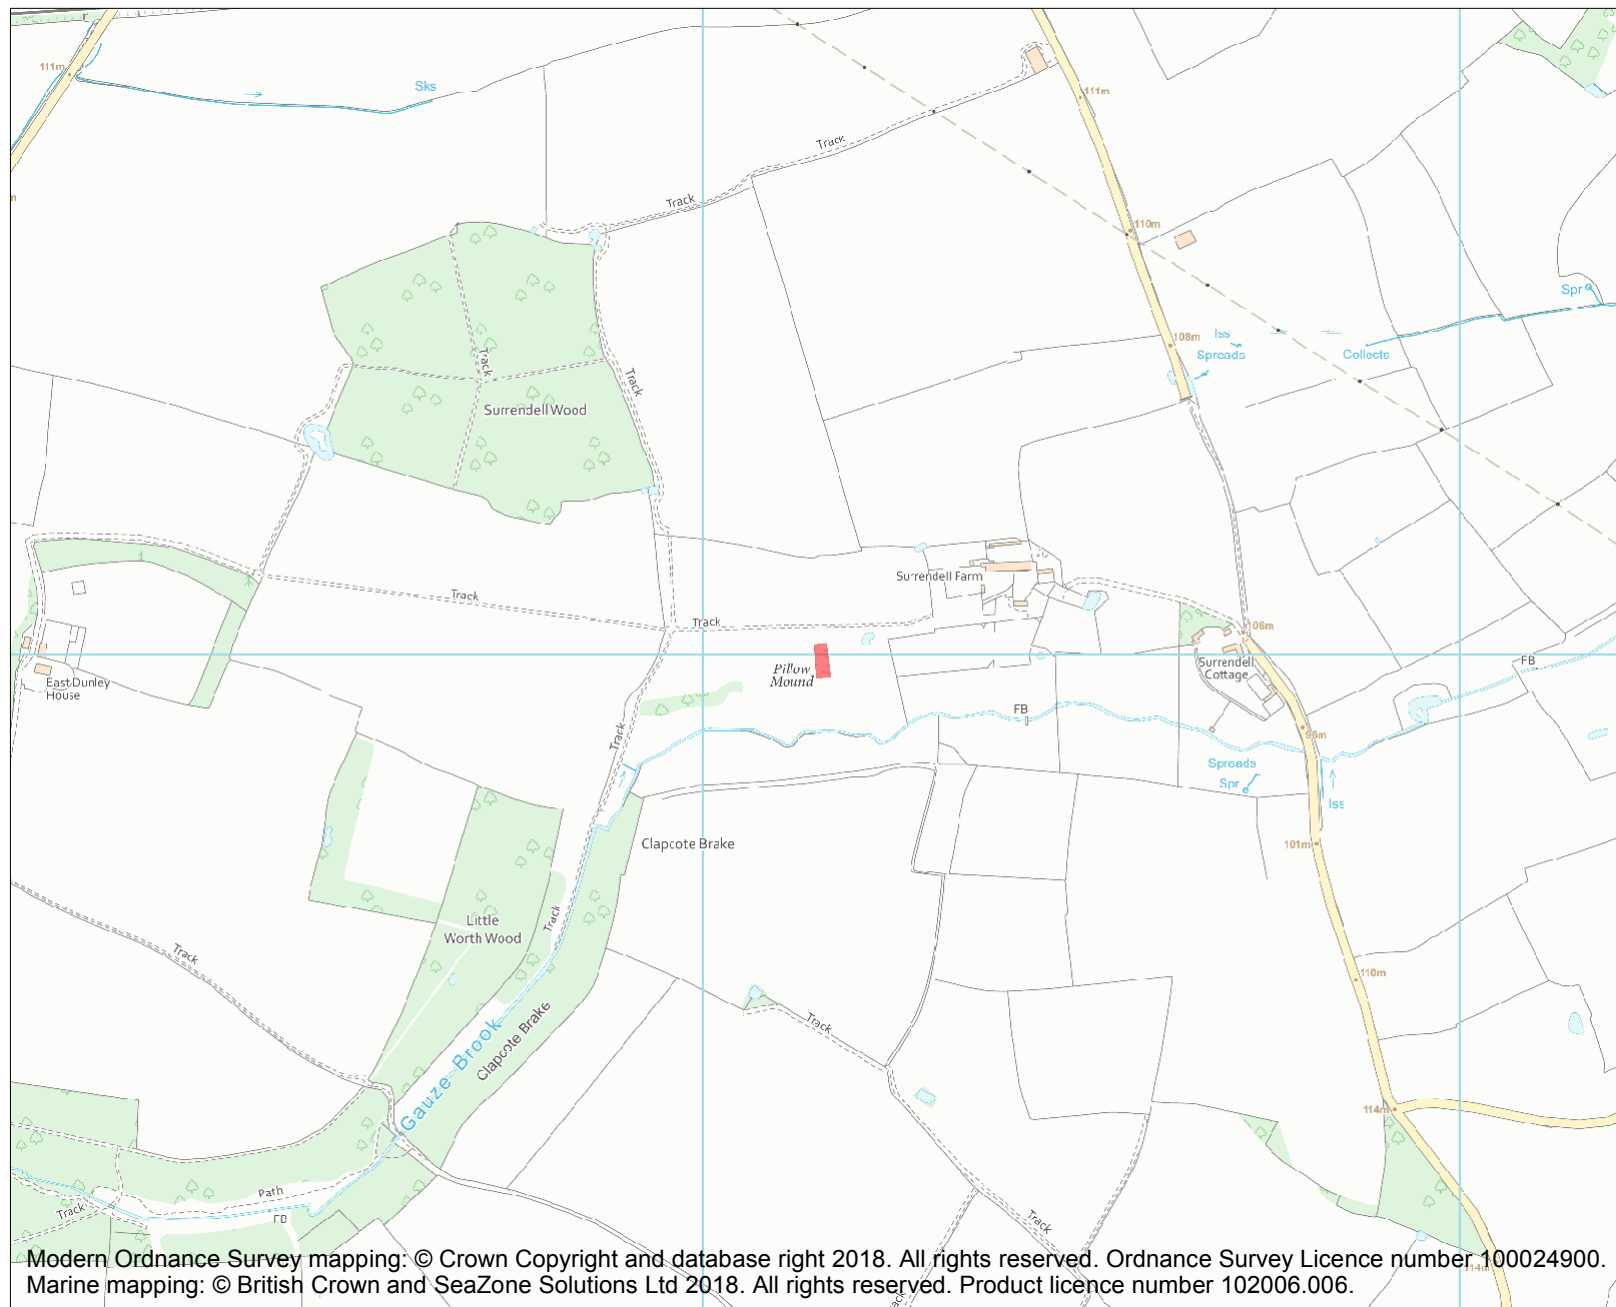 111m
Sks
Track
111m
Track
110m
Spr
108m
Iss
Spreads
Collects
Track
Track
Surrendell Wood
Surrendell Farm
Track
Track
106m
Pillow
Mound
Surrendell
Cottage
FB
East Dunley
House
FB
Track
96m
Spreads
Spr
Iss
Clapcote Brake
101m
Little
Worth Wood
Track
Track
110m
Gauze Brook
Clapcote Brake
Track
114m
Path
Track
FB
Track
Modern Ordnance Survey mapping: © Crown Copyright and database right 2018. All rights reserved. Ordnance Survey Licence number 100024900.
114m
Marine mapping: © British Crown and SeaZone Solutions Ltd 2018. All rights reserved. Product licence number 102006.006.